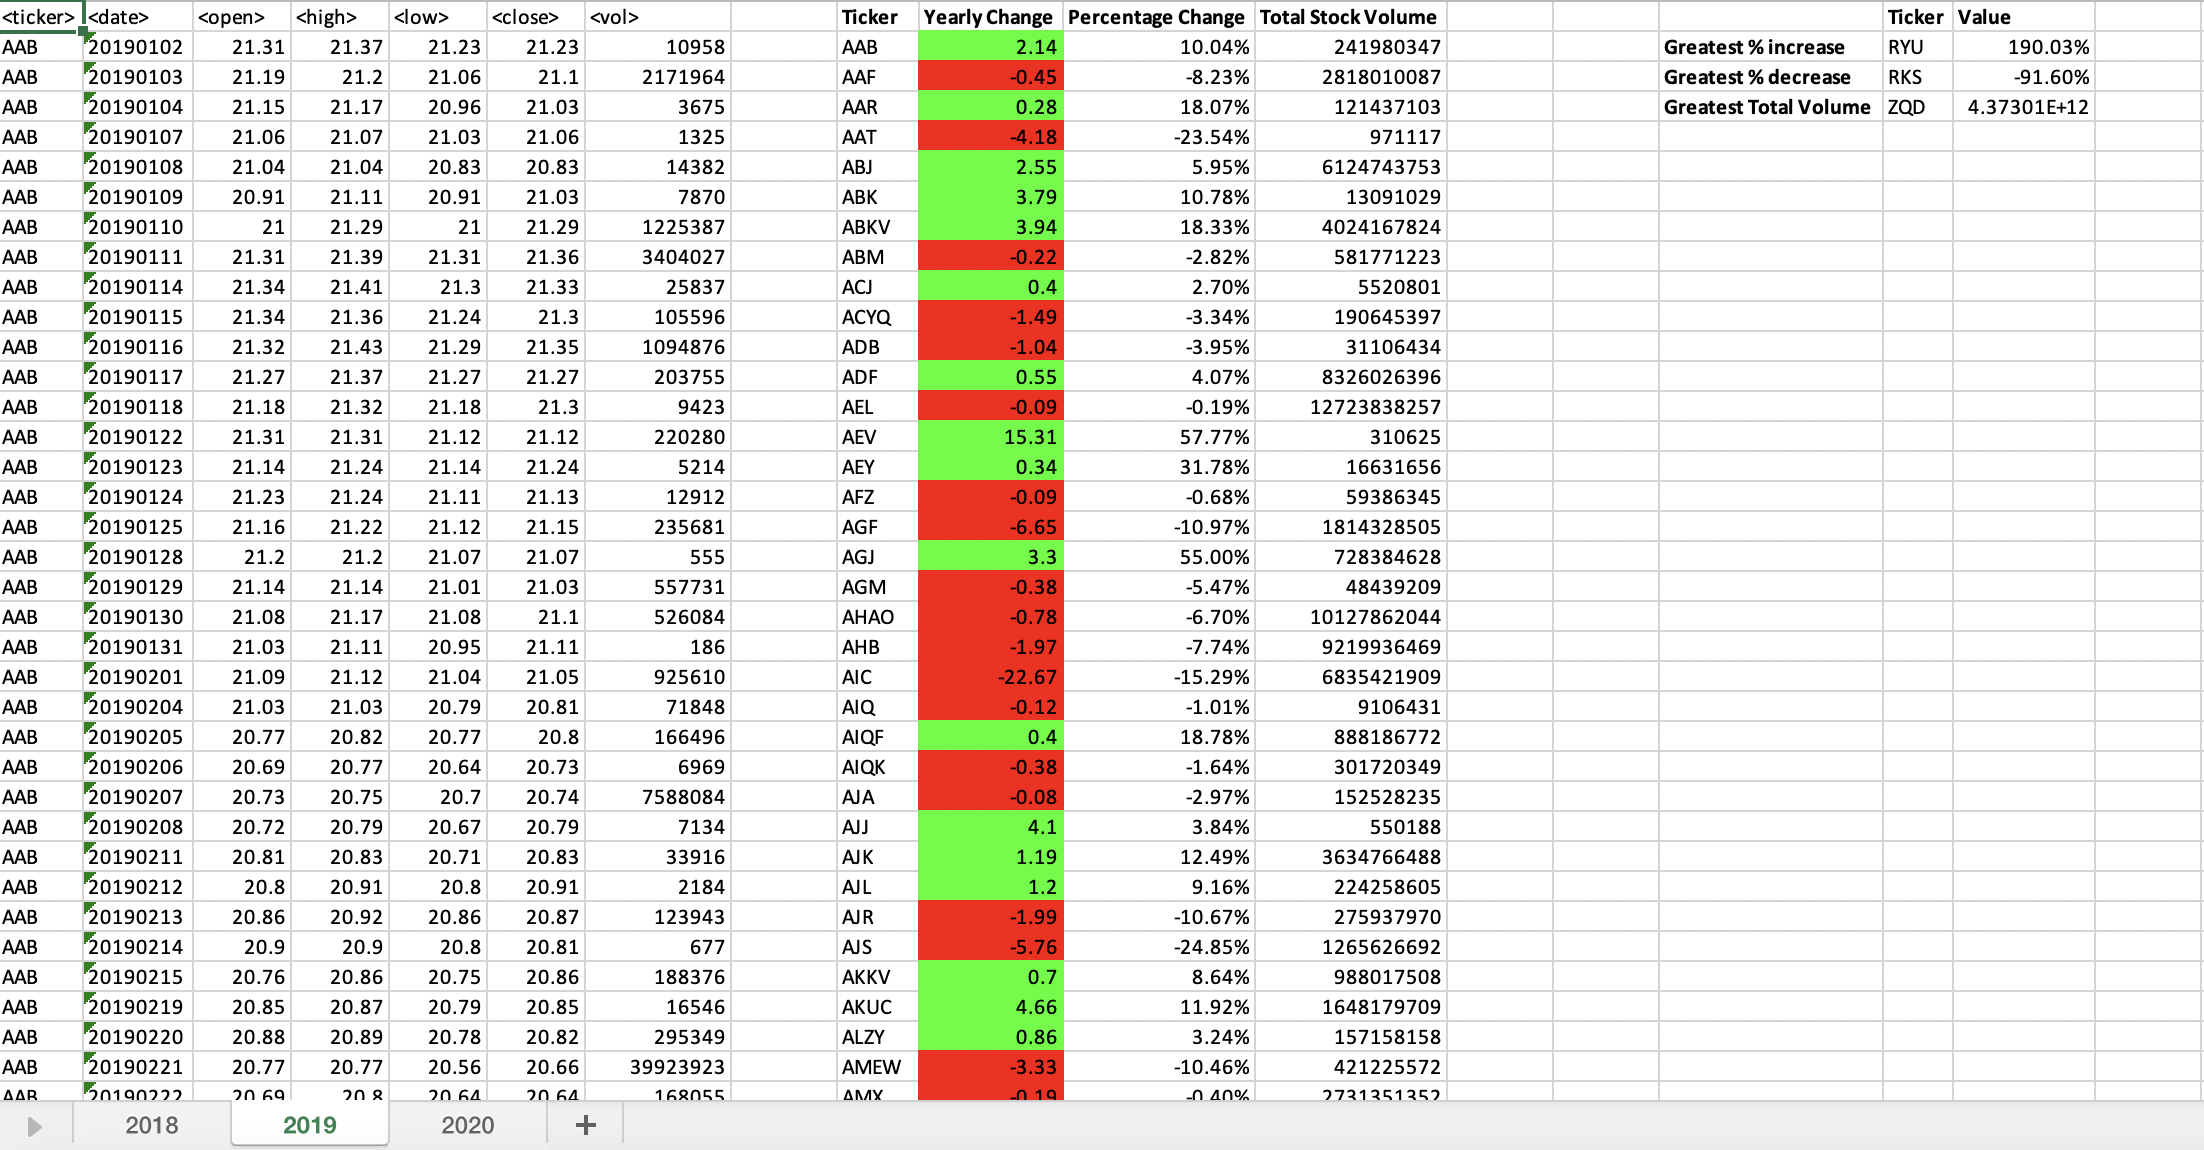 <ticker> <date> <open> <high> <low> <close> <vol> Ticker Yearly Change Percentage Change Total Stock Volume Ticker Value
AAB 20190102 21.31 21.37 21.23 21.23 10958 AAB 2.14 10.04% 241980347 Greatest % increase RYU 190.03%
AAB 20190103 21.19 21.2 21.06 21.1 2171964 AAF -0.45 -8.23% 2818010087 Greatest % decrease RKS -91.60%
AAB 20190104 21.15 21.17 20.96 21.03 3675 AAR 0.28 18.07% 121437103 Greatest Total Volume ZQD 4.37301E+12
AAB 20190107 21.06 21.07 21.03 21.06 1325 AAT -4.18 -23.54% 971117
AAB 20190108 21.04 21.04 20.83 20.83 14382 ABJ 2.55 5.95% 6124743753
AAB 20190109 20.91 21.11 20.91 21.03 7870 ABK 3.79 10.78% 13091029
AAB 20190110 21 21.29 21 21.29 1225387 ABKV 3.94 18.33% 4024167824
AAB 20190111 21.31 21.39 21.31 21.36 3404027 ABM -0.22 -2.82% 581771223
AAB 20190114 21.34 21.41 21.3 21.33 25837 ACJ 0.4 2.70% 5520801
AAB 20190115 21.34 21.36 21.24 21.3 105596 ACYQ -1.49 -3.34% 190645397
AAB 20190116 21.32 21.43 21.29 21.35 1094876 ADB -1.04 -3.95% 31106434
AAB 20190117 21.27 21.37 21.27 21.27 203755 ADF 0.55 4.07% 8326026396
AAB 20190118 21.18 21.32 21.18 21.3 9423 AEL -0.09 -0.19% 12723838257
AAB 20190122 21.31 21.31 21.12 21.12 220280 AEV 15.31 57.77% 310625
AAB 20190123 21.14 21.24 21.14 21.24 5214 AEY 0.34 31.78% 16631656
AAB 20190124 21.23 21.24 21.11 21.13 12912 AFZ -0.09 -0.68% 59386345
AAB 20190125 21.16 21.22 21.12 21.15 235681 AGF -6.65 -10.97% 1814328505
AAB 20190128 21.2 21.2 21.07 21.07 555 AGJ 3.3 55.00% 728384628
AAB 20190129 21.14 21.14 21.01 21.03 557731 AGM -0.38 -5.47% 48439209
AAB 20190130 21.08 21.17 21.08 21.1 526084 AHAO -0.78 -6.70% 10127862044
AAB 20190131 21.03 21.11 20.95 21.11 186 AHB -1.97 -7.74% 9219936469
AAB 20190201 21.09 21.12 21.04 21.05 925610 AIC -22.67 -15.29% 6835421909
AAB 20190204 21.03 21.03 20.79 20.81 71848 AIQ -0.12 -1.01% 9106431
AAB 20190205 20.77 20.82 20.77 20.8 166496 AIQF 0.4 18.78% 888186772
AAB 20190206 20.69 20.77 20.64 20.73 6969 AIQK -0.38 -1.64% 301720349
AAB 20190207 20.73 20.75 20.7 20.74 7588084 AJA -0.08 -2.97% 152528235
AAB 20190208 20.72 20.79 20.67 20.79 7134 AJJ 4.1 3.84% 550188
AAB 20190211 20.81 20.83 20.71 20.83 33916 AJK 1.19 12.49% 3634766488
AAB 20190212 20.8 20.91 20.8 20.91 2184 AJL 1.2 9.16% 224258605
AAB 20190213 20.86 20.92 20.86 20.87 123943 AJR -1.99 -10.67% 275937970
AAB 20190214 20.9 20.9 20.8 20.81 677 AJS -5.76 -24.85% 1265626692
AAB 20190215 20.76 20.86 20.75 20.86 188376 AKKV 0.7 8.64% 988017508
AAB 20190219 20.85 20.87 20.79 20.85 16546 AKUC 4.66 11.92% 1648179709
AAB 20190220 20.88 20.89 20.78 20.82 295349 ALZY 0.86 3.24% 157158158
AAB 20190221 20.77 20.77 20.56 20.66 39923923 AMEW -3.33 -10.46% 421225572
AAB 20190222 20.69 20.8 20.64 20.64 168055 AMX -0.19 -0.40% 2731351352
2018 2019 2020 +